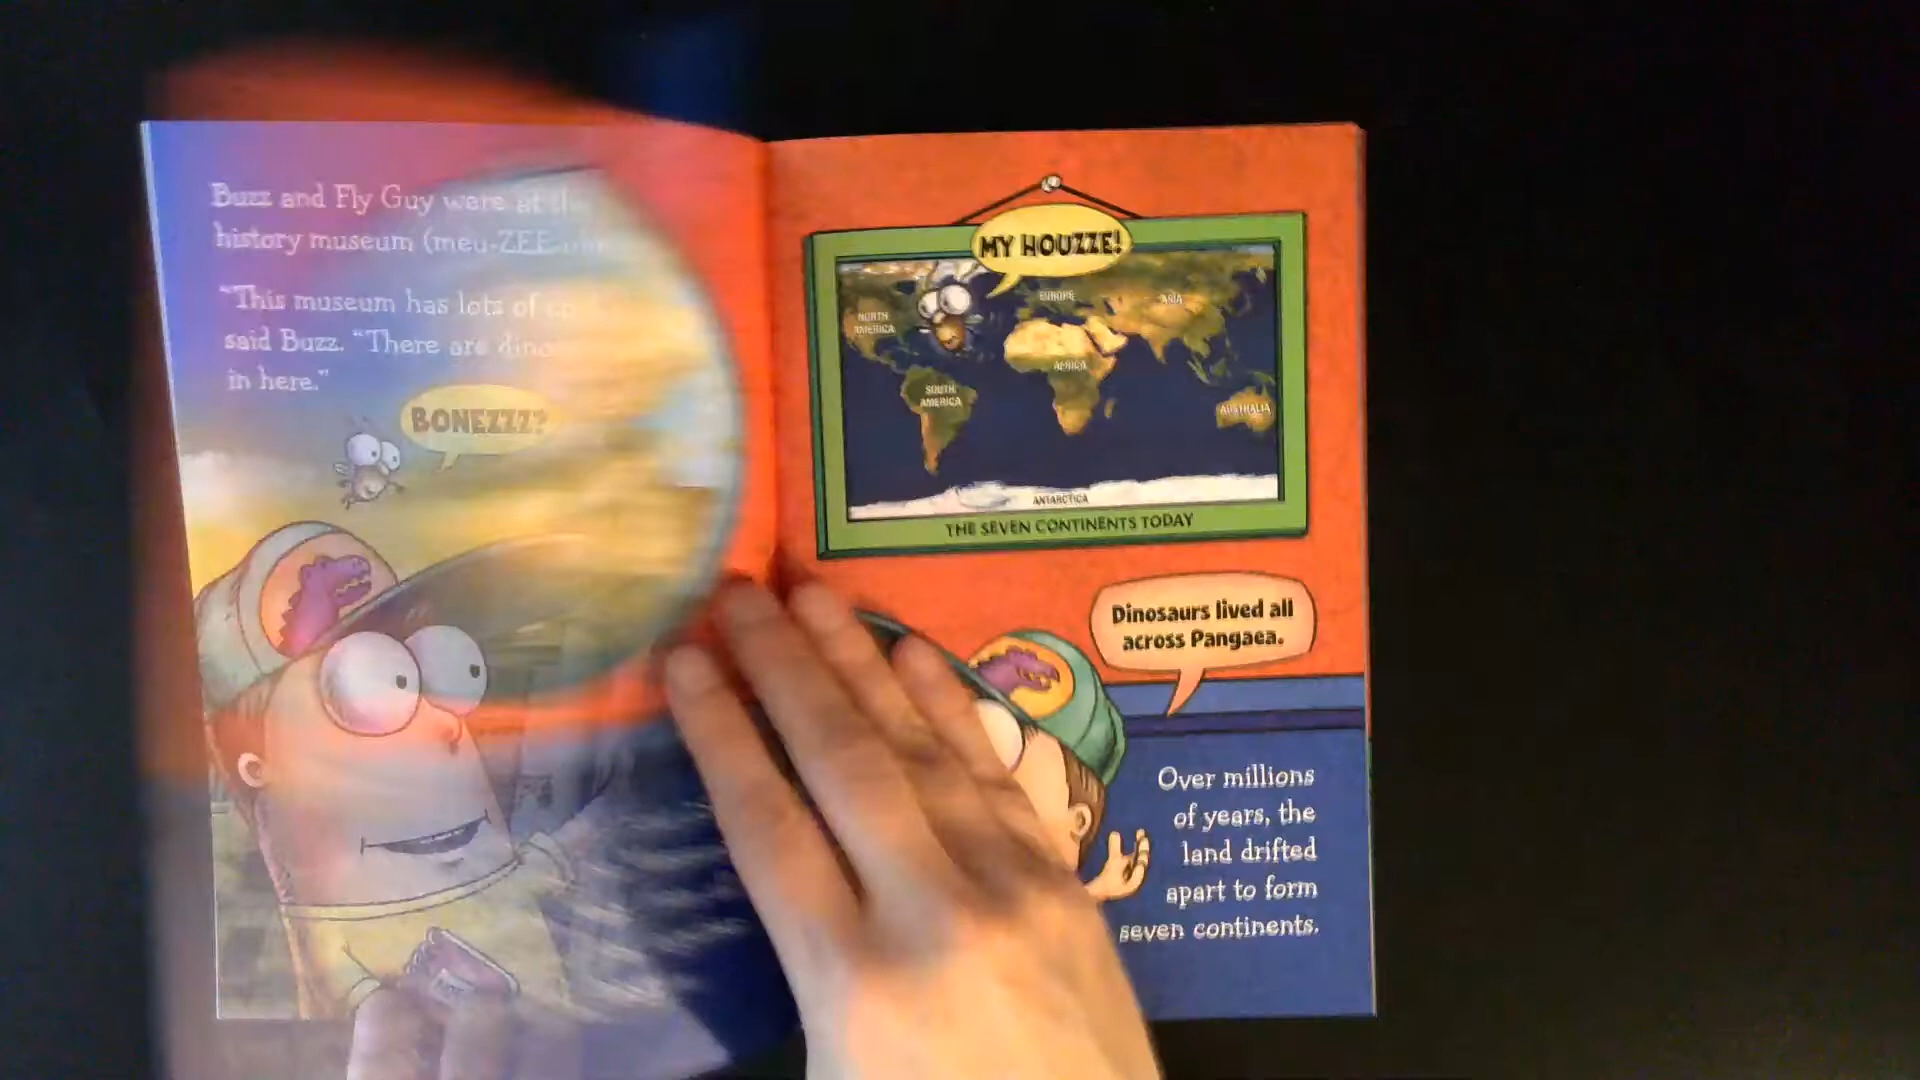 Buzz and Fly Guy were at the
history museum (meu-ZEE-uhm
"This museum has lots of
said Buzz. "There are
in here."
BONEZZZ?
MY HOUZZE!
NORTH
AMERICA
EUROPE
ASIA
AFRICA
SOUTH
AMERICA
AUSTRALIA
ANTARCTICA
THE SEVEN CONTINENTS TODAY
Dinosaurs lived all
across Pangaea.
Over millions
of years, the
land drifted
apart to form
seven continents.